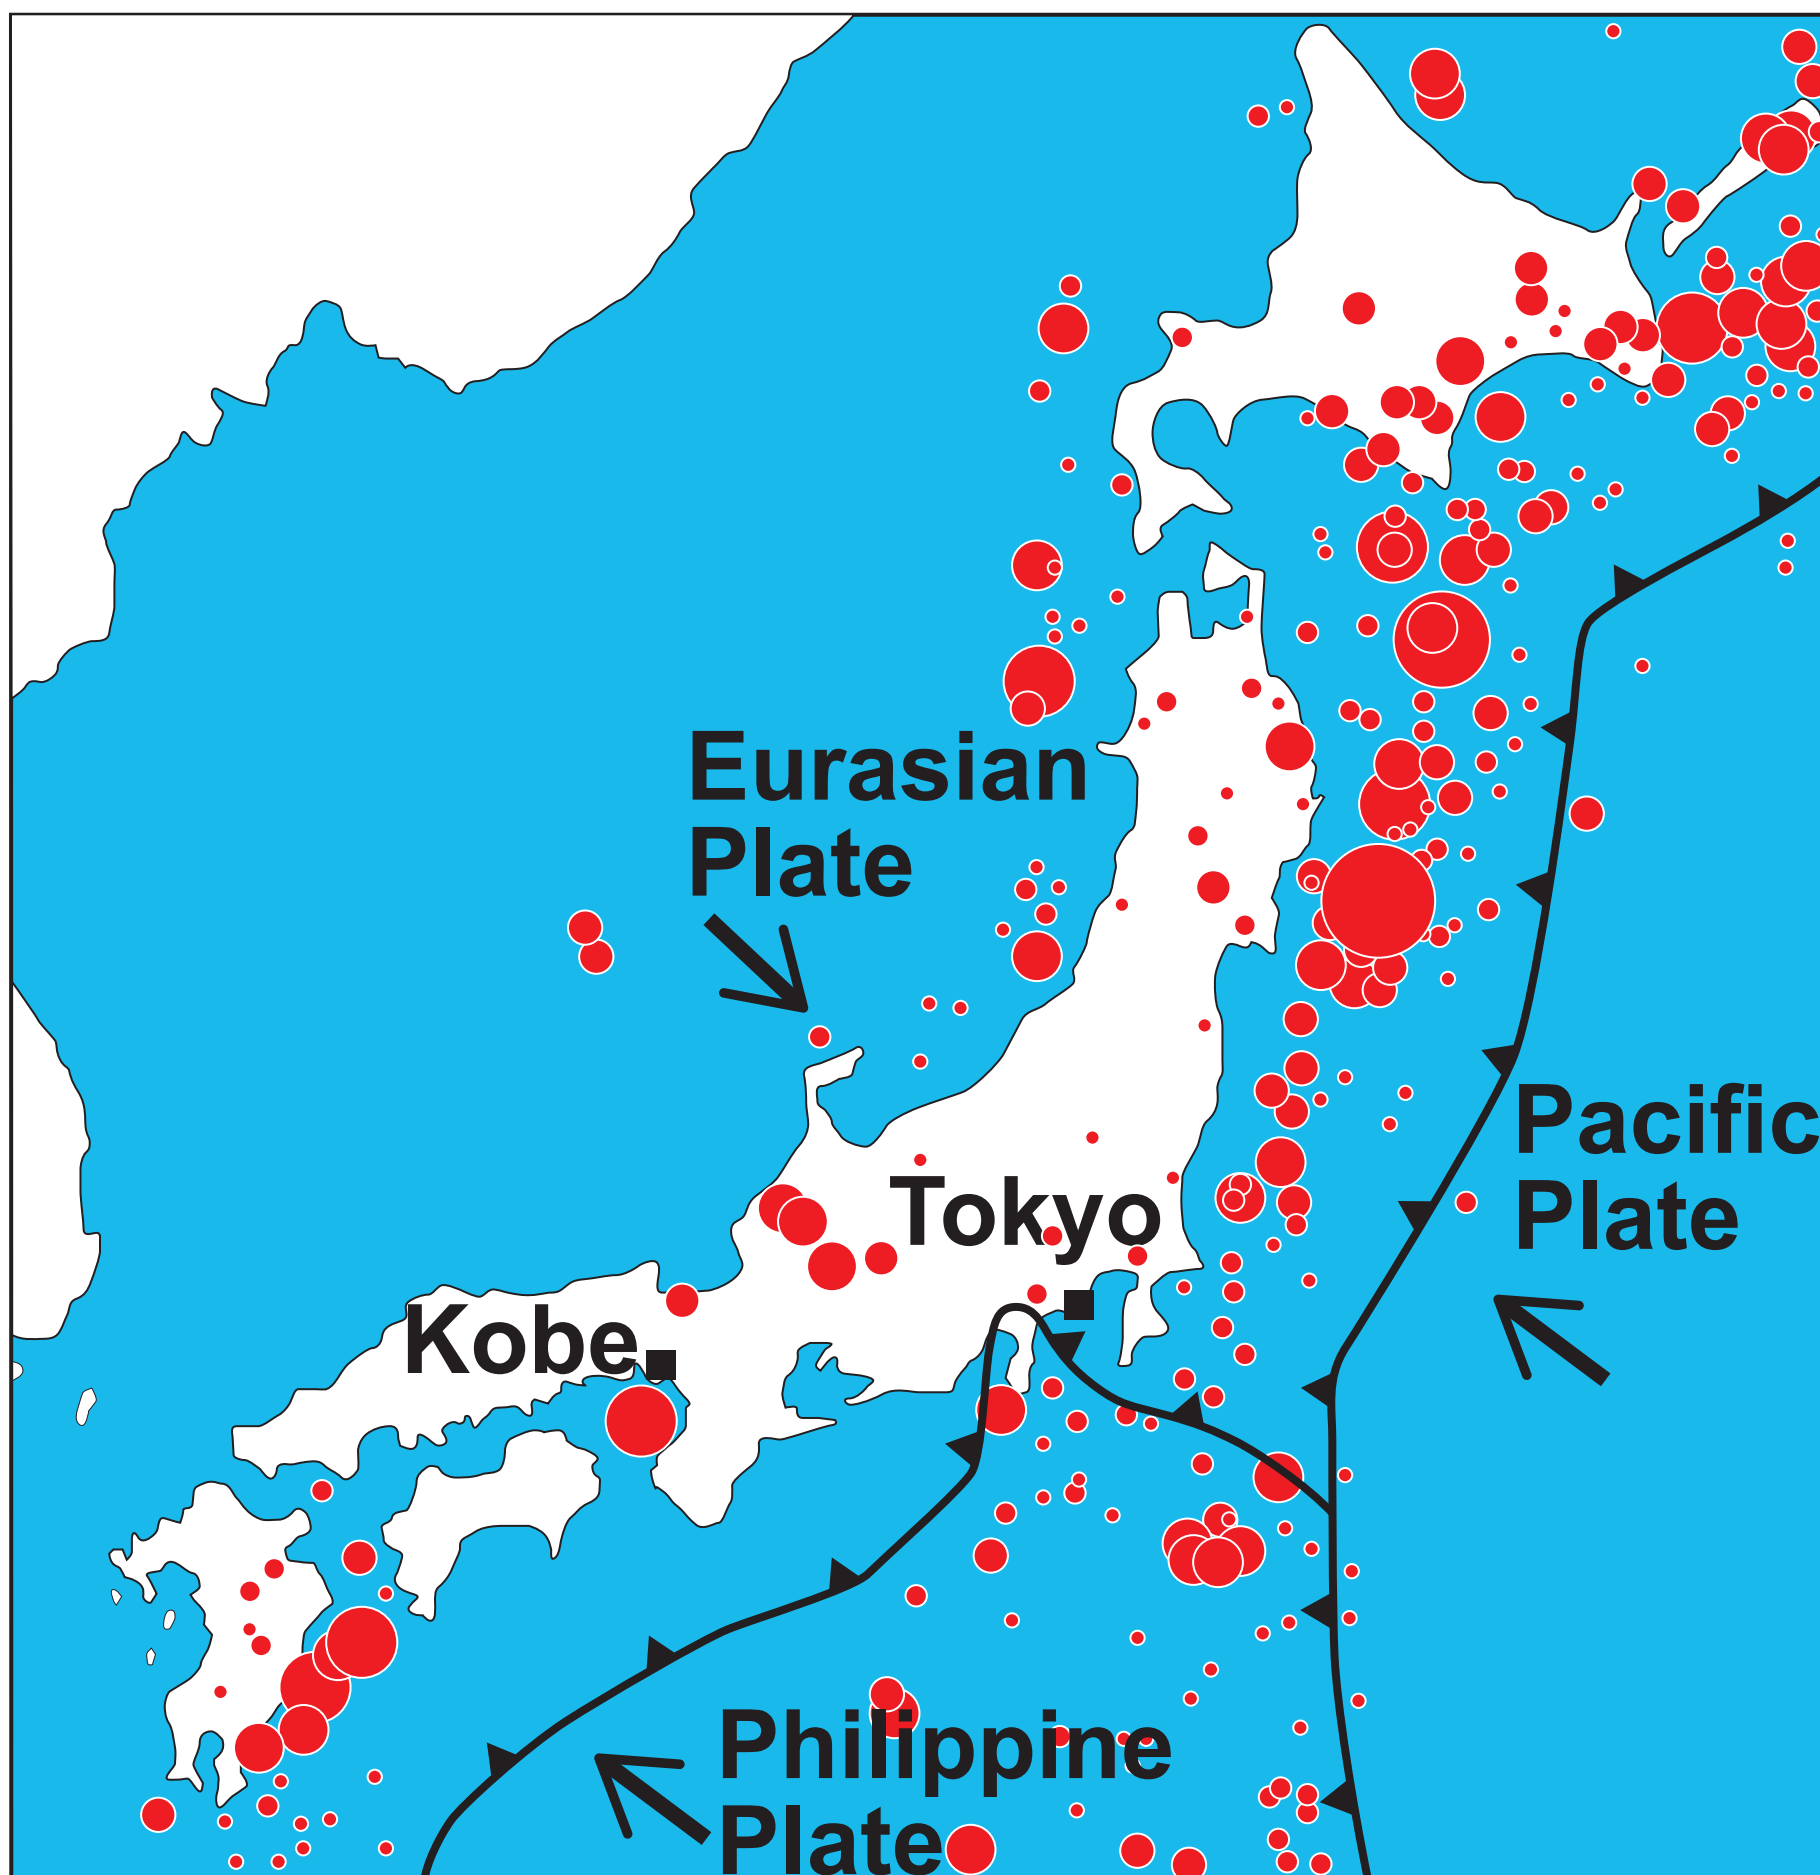 Eurasian
Plate
Pacific
Plate
Tokyo
Kobe
Philippine
Plate